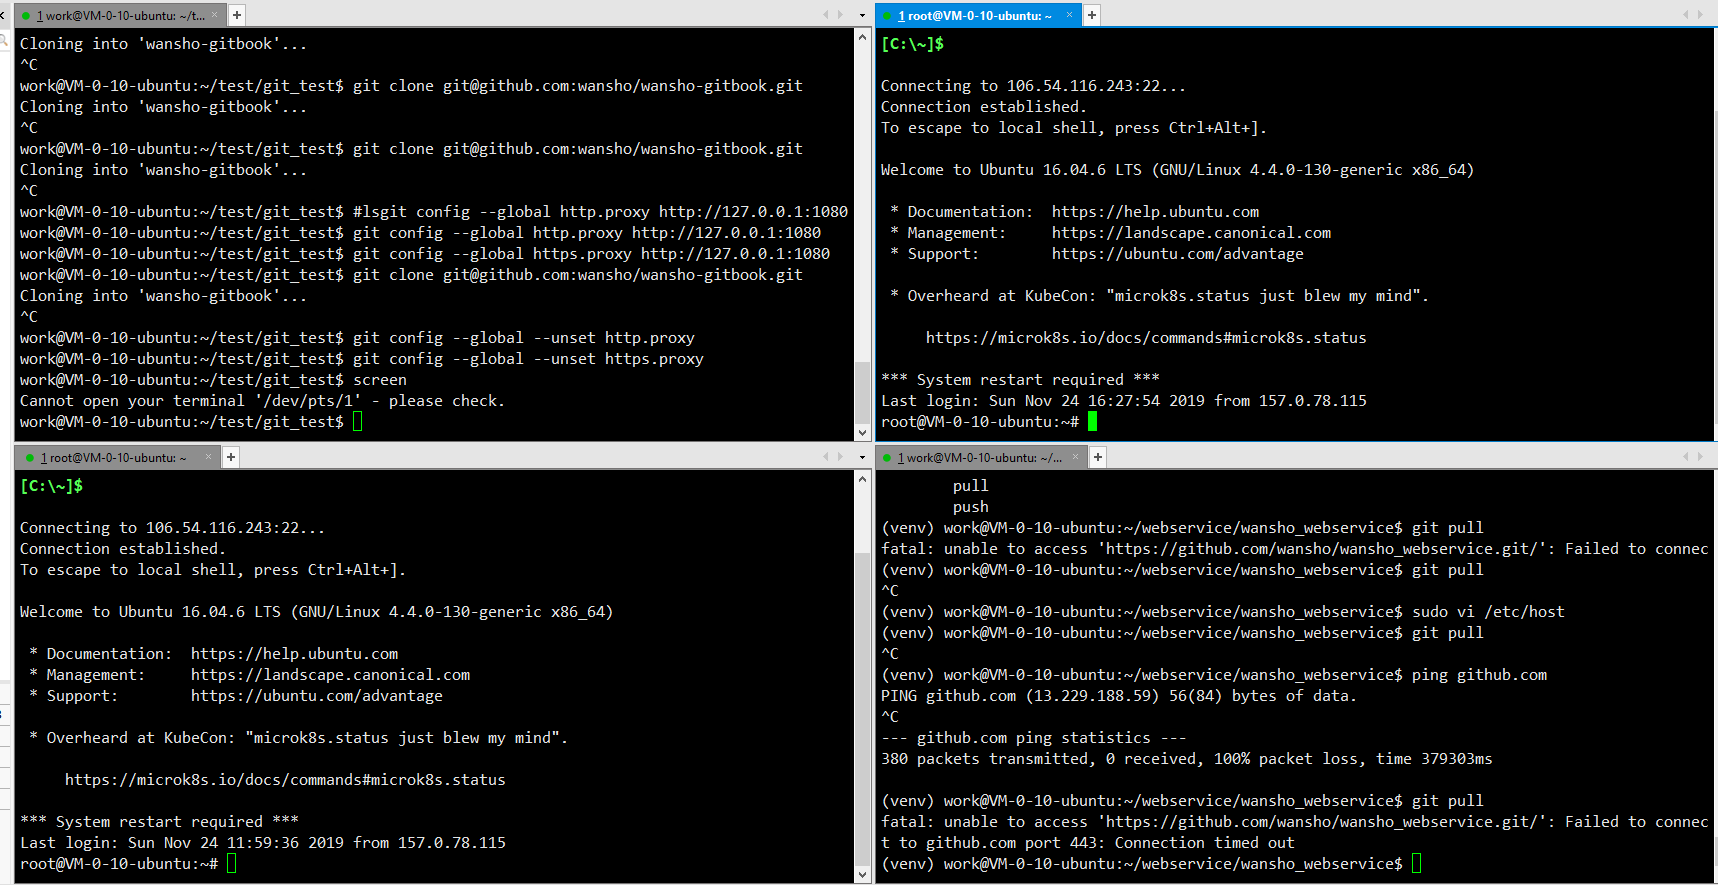 1 work@VM-0-10-ubuntu: ~/t... × +
Cloning into 'wansho-gitbook'...
^C
work@VM-0-10-ubuntu:~/test/git_test$ git clone git@github.com:wansho/wansho-gitbook.git
Cloning into 'wansho-gitbook'...
^C
work@VM-0-10-ubuntu:~/test/git_test$ git clone git@github.com:wansho/wansho-gitbook.git
Cloning into 'wansho-gitbook'...
^C
work@VM-0-10-ubuntu:~/test/git_test$ #lsgit config --global http.proxy http://127.0.0.1:1080
work@VM-0-10-ubuntu:~/test/git_test$ git config --global http.proxy http://127.0.0.1:1080
work@VM-0-10-ubuntu:~/test/git_test$ git config --global https.proxy http://127.0.0.1:1080
work@VM-0-10-ubuntu:~/test/git_test$ git clone git@github.com:wansho/wansho-gitbook.git
Cloning into 'wansho-gitbook'...
^C
work@VM-0-10-ubuntu:~/test/git_test$ git config --global --unset http.proxy
work@VM-0-10-ubuntu:~/test/git_test$ git config --global --unset https.proxy
work@VM-0-10-ubuntu:~/test/git_test$ screen
Cannot open your terminal '/dev/pts/1' - please check.
work@VM-0-10-ubuntu:~/test/git_test$
1 root@VM-0-10-ubuntu: ~ × +
[C:\~]$
Connecting to 106.54.116.243:22...
Connection established.
To escape to local shell, press Ctrl+Alt+].
Welcome to Ubuntu 16.04.6 LTS (GNU/Linux 4.4.0-130-generic x86_64)
* Documentation: https://help.ubuntu.com
* Management: https://landscape.canonical.com
* Support: https://ubuntu.com/advantage
* Overheard at KubeCon: "microk8s.status just blew my mind".
https://microk8s.io/docs/commands#microk8s.status
*** System restart required ***
Last login: Sun Nov 24 16:27:54 2019 from 157.0.78.115
root@VM-0-10-ubuntu:~#
1 root@VM-0-10-ubuntu: ~ × +
[C:\~]$
Connecting to 106.54.116.243:22...
Connection established.
To escape to local shell, press Ctrl+Alt+].
Welcome to Ubuntu 16.04.6 LTS (GNU/Linux 4.4.0-130-generic x86_64)
* Documentation: https://help.ubuntu.com
* Management: https://landscape.canonical.com
* Support: https://ubuntu.com/advantage
* Overheard at KubeCon: "microk8s.status just blew my mind".
https://microk8s.io/docs/commands#microk8s.status
*** System restart required ***
Last login: Sun Nov 24 11:59:36 2019 from 157.0.78.115
root@VM-0-10-ubuntu:~#
1 work@VM-0-10-ubuntu: ~/... × +
pull
push
(venv) work@VM-0-10-ubuntu:~/webservice/wansho_webservice$ git pull
fatal: unable to access 'https://github.com/wansho/wansho_webservice.git/': Failed to connec
(venv) work@VM-0-10-ubuntu:~/webservice/wansho_webservice$ git pull
^C
(venv) work@VM-0-10-ubuntu:~/webservice/wansho_webservice$ sudo vi /etc/host
(venv) work@VM-0-10-ubuntu:~/webservice/wansho_webservice$ git pull
^C
(venv) work@VM-0-10-ubuntu:~/webservice/wansho_webservice$ ping github.com
PING github.com (13.229.188.59) 56(84) bytes of data.
^C
--- github.com ping statistics ---
380 packets transmitted, 0 received, 100% packet loss, time 379303ms
(venv) work@VM-0-10-ubuntu:~/webservice/wansho_webservice$ git pull
fatal: unable to access 'https://github.com/wansho/wansho_webservice.git/': Failed to connec
t to github.com port 443: Connection timed out
(venv) work@VM-0-10-ubuntu:~/webservice/wansho_webservice$